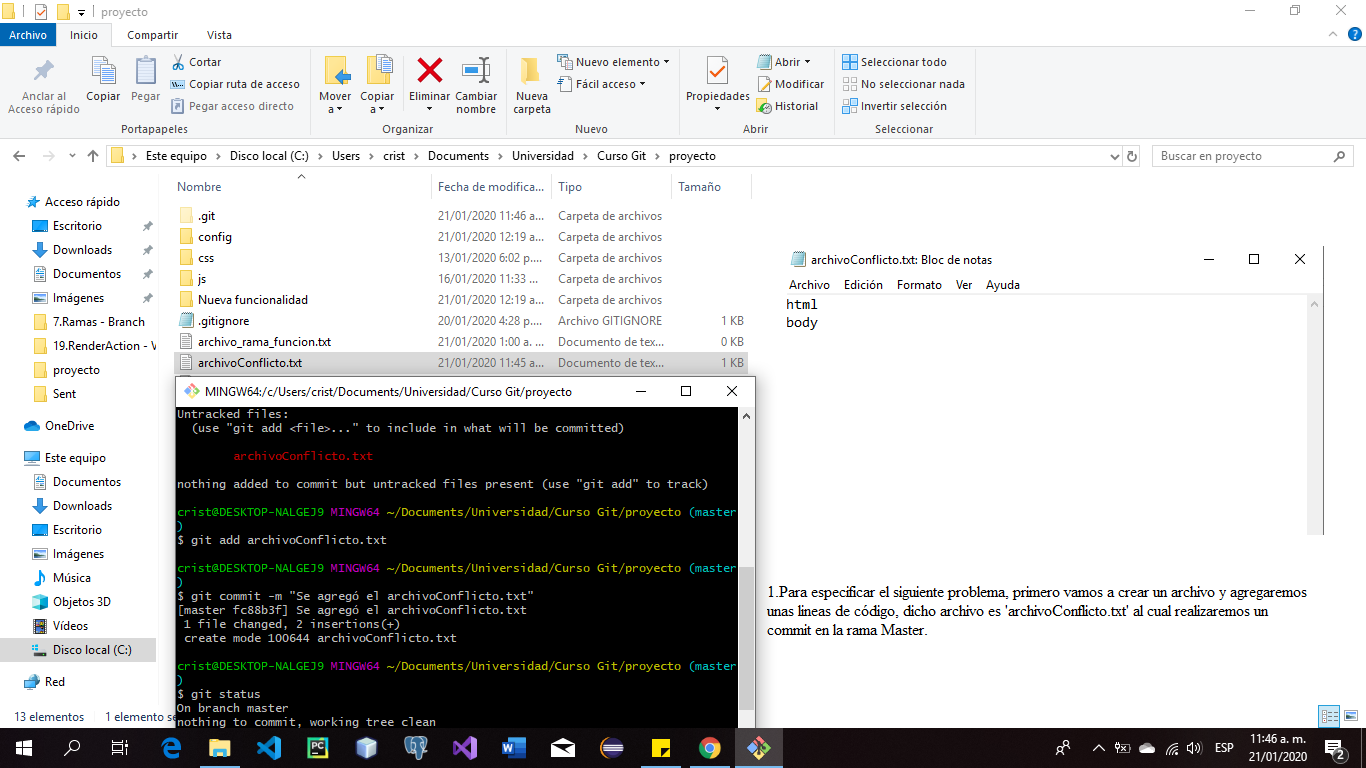 proyecto
Archivo Inicio Compartir Vista
Anclar al Acceso rápido
Copiar
Pegar
Cortar
Copiar ruta de acceso
Pegar acceso directo
Portapapeles
Mover a
Copiar a
Eliminar
Cambiar nombre
Organizar
Nueva carpeta
Nuevo elemento
Fácil acceso
Nuevo
Propiedades
Abrir
Modificar
Historial
Abrir
Seleccionar todo
No seleccionar nada
Invertir selección
Seleccionar
Este equipo > Disco local (C:) > Users > crist > Documents > Universidad > Curso Git > proyecto
Buscar en proyecto
Acceso rápido
Escritorio
Downloads
Documentos
Imágenes
7.Ramas - Branch
19.RenderAction - V
proyecto
Sent
OneDrive
Este equipo
Documentos
Downloads
Escritorio
Imágenes
Música
Objetos 3D
Vídeos
Disco local (C:)
Red
Nombre Fecha de modifica... Tipo Tamaño
.git 21/01/2020 11:46 a... Carpeta de archivos
config 21/01/2020 12:19 a... Carpeta de archivos
css 13/01/2020 6:02 p.... Carpeta de archivos
js 16/01/2020 11:33 ... Carpeta de archivos
Nueva funcionalidad 21/01/2020 12:19 a... Carpeta de archivos
.gitignore 20/01/2020 4:28 p.... Archivo GITIGNORE 1 KB
archivo_rama_funcion.txt 21/01/2020 1:00 a. ... Documento de tex... 0 KB
archivoConflicto.txt 21/01/2020 11:45 a... Documento de tex... 1 KB
MINGW64:/c/Users/crist/Documents/Universidad/Curso Git/proyecto
Untracked files:
(use "git add <file>..." to include in what will be committed)
archivoConflicto.txt
nothing added to commit but untracked files present (use "git add" to track)
crist@DESKTOP-NALGEJ9 MINGW64 ~/Documents/Universidad/Curso Git/proyecto (master
)
$ git add archivoConflicto.txt
crist@DESKTOP-NALGEJ9 MINGW64 ~/Documents/Universidad/Curso Git/proyecto (master
)
$ git commit -m "Se agregó el archivoConflicto.txt"
[master fc88b3f] Se agregó el archivoConflicto.txt
1 file changed, 2 insertions(+)
create mode 100644 archivoConflicto.txt
crist@DESKTOP-NALGEJ9 MINGW64 ~/Documents/Universidad/Curso Git/proyecto (master
)
$ git status
On branch master
nothing to commit, working tree clean
archivoConflicto.txt: Bloc de notas
Archivo Edición Formato Ver Ayuda
html
body
1.Para especificar el siguiente problema, primero vamos a crear un archivo y agregaremos
unas lineas de código, dicho archivo es 'archivoConflicto.txt' al cual realizaremos un
commit en la rama Master.
13 elementos 1 elemento se
ESP
11:46 a. m.
21/01/2020
2